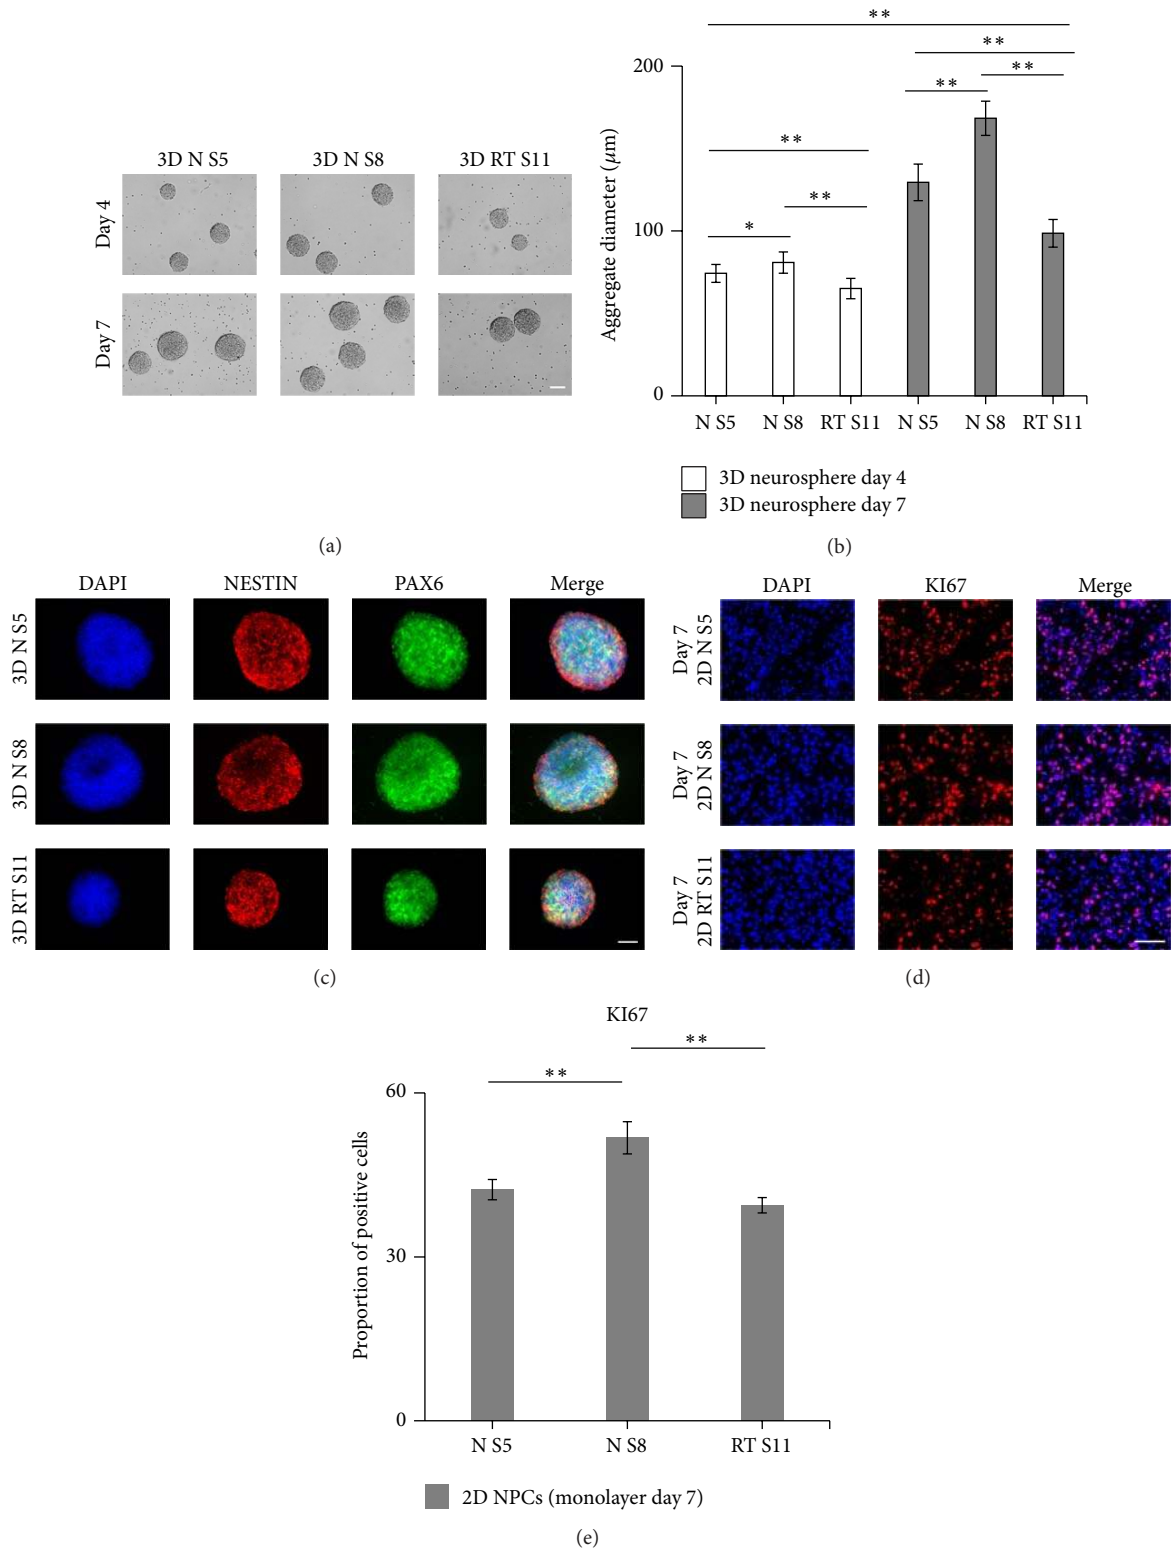 3D N S5
3D N S8
3D RT S11
Day 4
Day 7
(a)
**
**
**
**
**
**
*
200
100
0
Aggregate diameter (μm)
N S5
N S8
RT S11
N S5
N S8
RT S11
3D neurosphere day 4
3D neurosphere day 7
(b)
DAPI
NESTIN
PAX6
Merge
3D N S5
3D N S8
3D RT S11
(c)
DAPI
KI67
Merge
Day 7
2D N S5
Day 7
2D N S8
Day 7
2D RT S11
(d)
KI67
**
**
60
30
0
Proportion of positive cells
N S5
N S8
RT S11
2D NPCs (monolayer day 7)
(e)